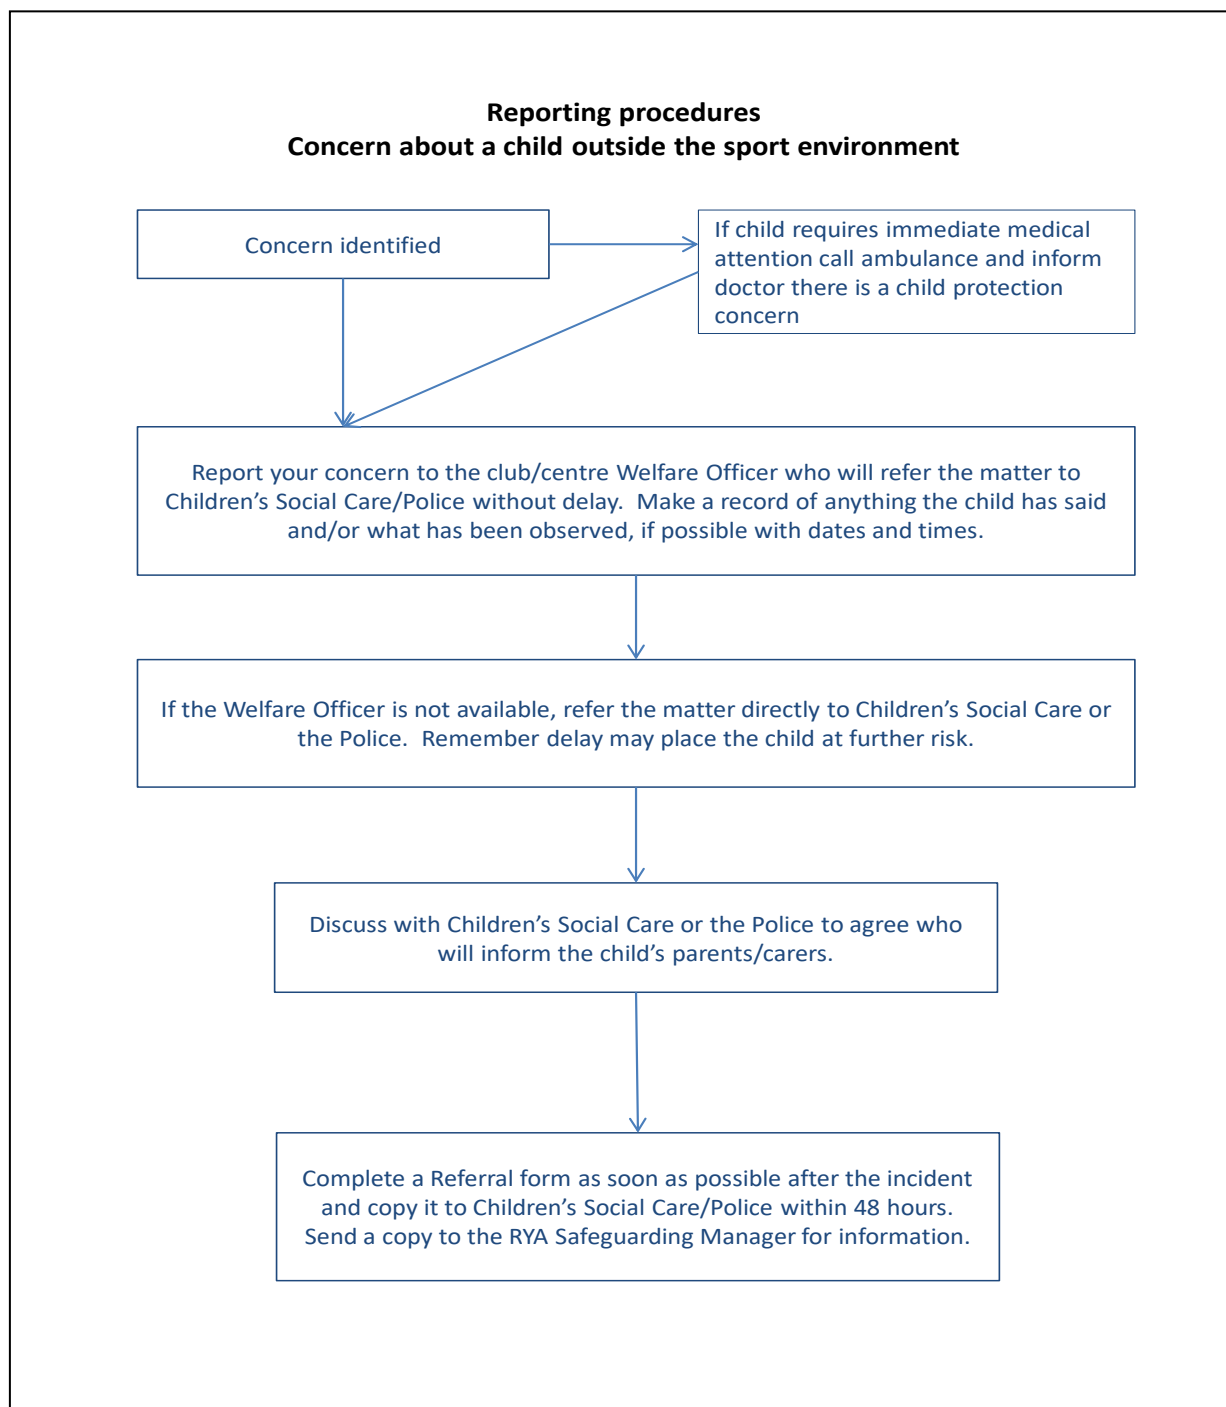 Reporting procedures
Concern about a child outside the sport environment
Concern identified
If child requires immediate medical
attention call ambulance and inform
doctor there is a child protection
concern
Report your concern to the club/centre Welfare Officer who will refer the matter to
Children’s Social Care/Police without delay.  Make a record of anything the child has said
and/or what has been observed, if possible with dates and times.
If the Welfare Officer is not available, refer the matter directly to Children’s Social Care or
the Police.  Remember delay may place the child at further risk.
Discuss with Children’s Social Care or the Police to agree who
will inform the child’s parents/carers.
Complete a Referral form as soon as possible after the incident
and copy it to Children’s Social Care/Police within 48 hours.
Send a copy to the RYA Safeguarding Manager for information.